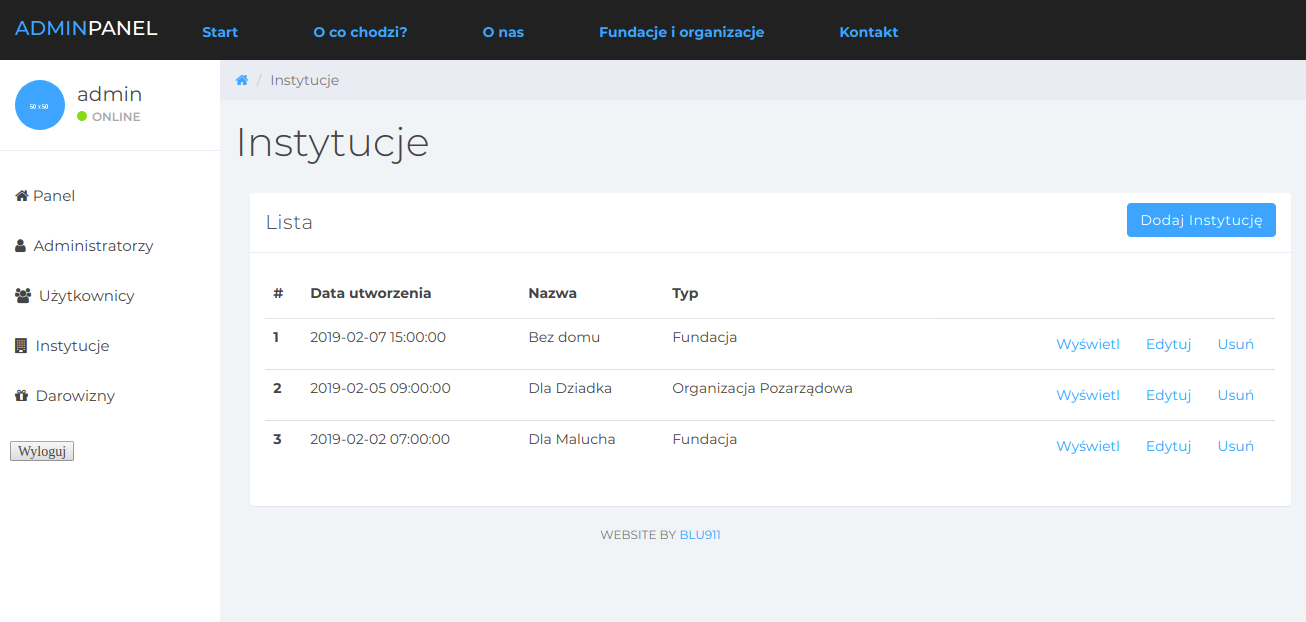 ADMINPANEL Start O co chodzi? O nas Fundacje i organizacje Kontakt
50 x 50
admin
ONLINE
/ Instytucje
Instytucje
Panel
Administratorzy
Użytkownicy
Instytucje
Darowizny
Wyloguj
Lista Dodaj Instytucję
# Data utworzenia Nazwa Typ
1 2019-02-07 15:00:00 Bez domu Fundacja Wyświetl Edytuj Usuń
2 2019-02-05 09:00:00 Dla Dziadka Organizacja Pozarządowa Wyświetl Edytuj Usuń
3 2019-02-02 07:00:00 Dla Malucha Fundacja Wyświetl Edytuj Usuń
WEBSITE BY BLU911